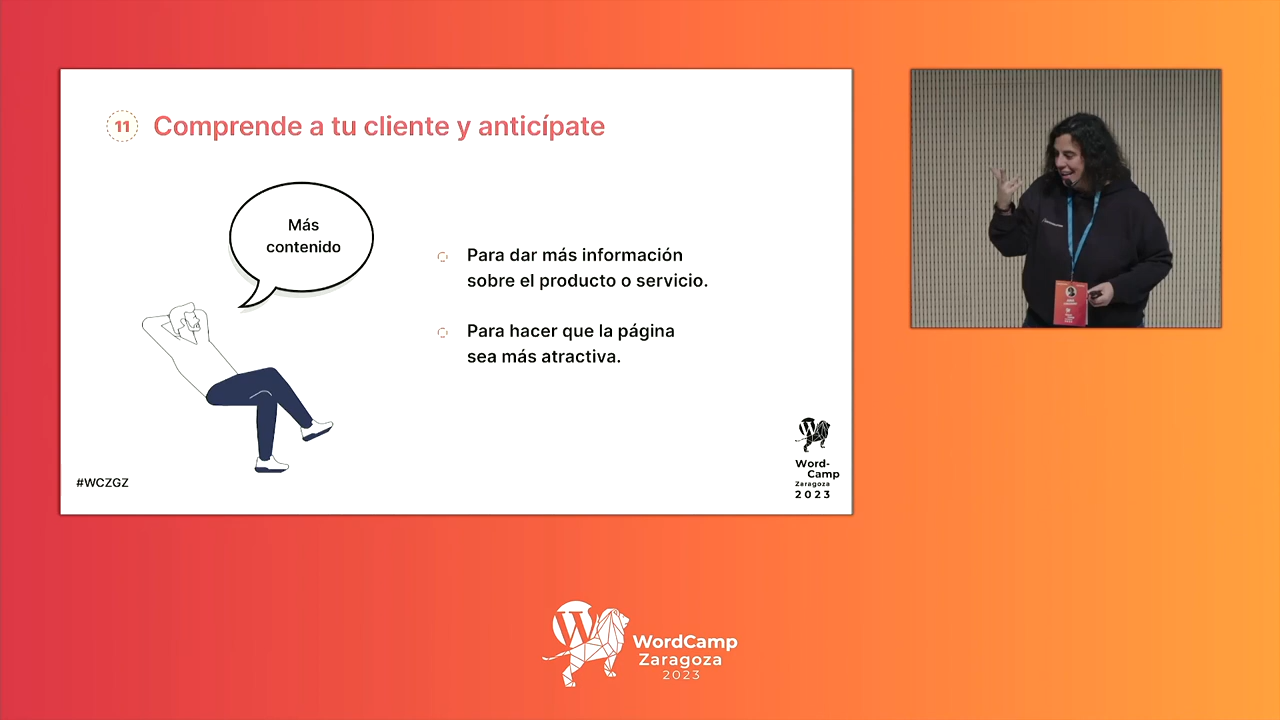 11 Comprende a tu cliente y anticípate
Más
contenido
Para dar más información
sobre el producto o servicio.
Para hacer que la página
sea más atractiva.
#WCZGZ
Word-
Camp
Zaragoza
2023
WordCamp
Zaragoza
2023